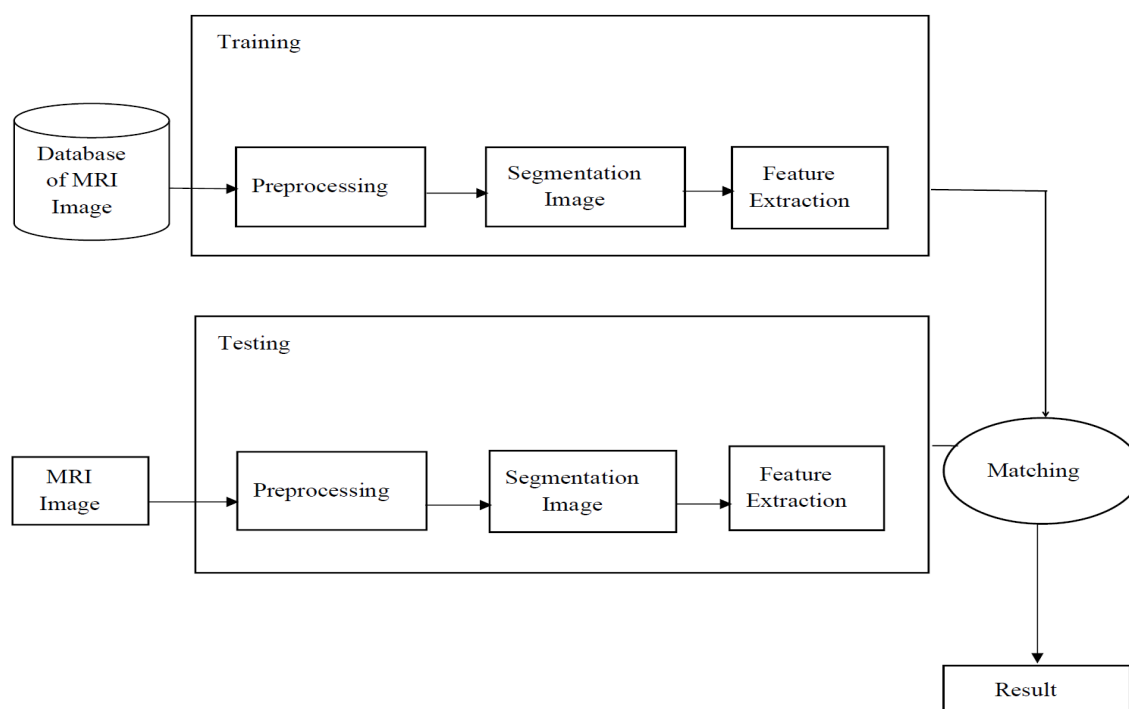 Training
Database
of MRI
Image
Preprocessing
Segmentation
Image
Feature
Extraction
Testing
MRI
Image
Preprocessing
Segmentation
Image
Feature
Extraction
Matching
Result